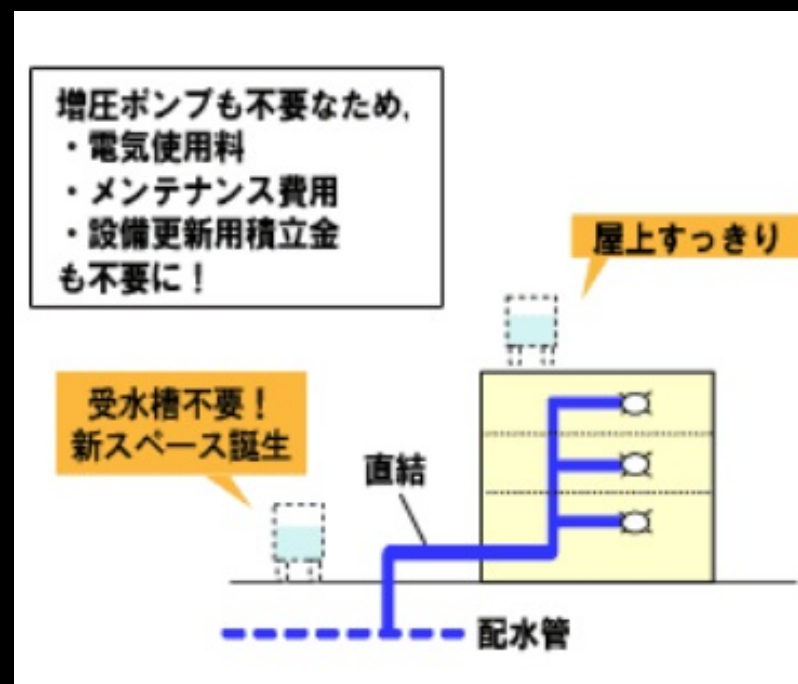 増圧ポンプも不要なため,
・電気使用料
・メンテナンス費用
・設備更新用積立金
も不要に！
屋上すっきり
受水槽不要！
新スペース誕生
直結
配水管